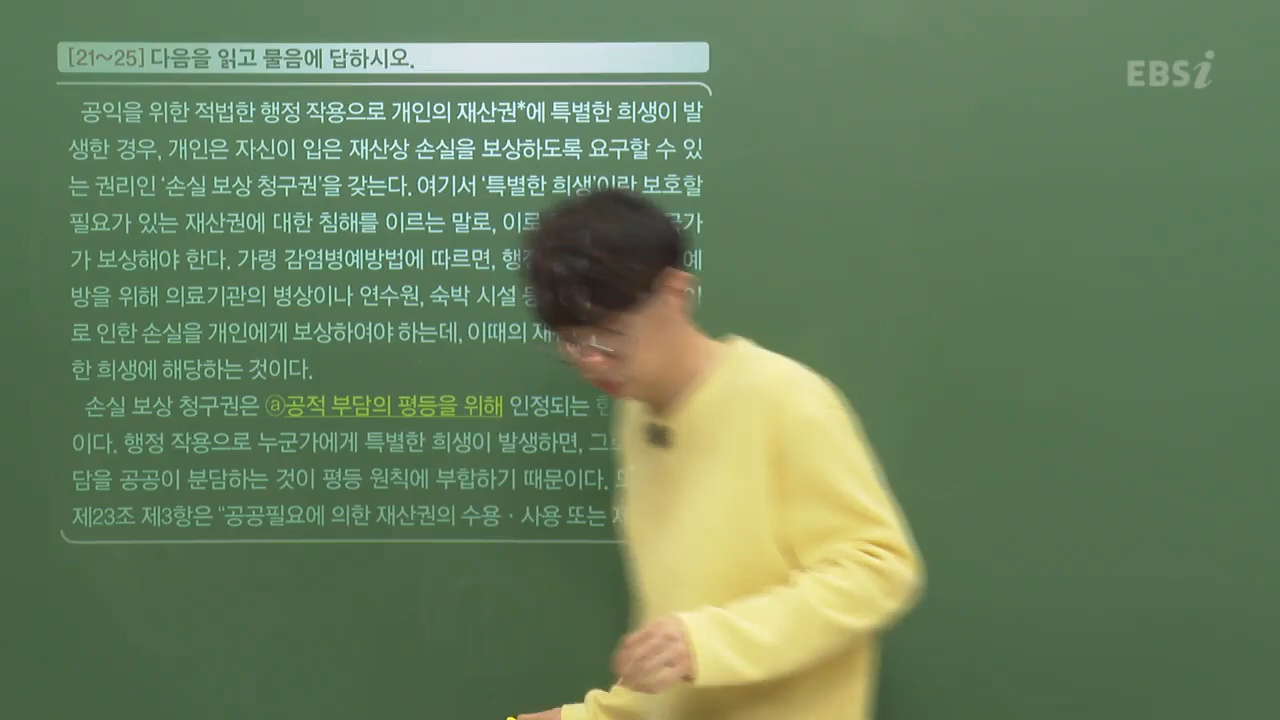 [21~25] 다음을 읽고 물음에 답하시오.
EBSi
공익을 위한 적법한 행정 작용으로 개인의 재산권*에 특별한 희생이 발
생한 경우, 개인은 자신이 입은 재산상 손실을 보상하도록 요구할 수 있
는 권리인 ‘손실 보상 청구권’을 갖는다. 여기서 ‘특별한 희생’이란 보호할
필요가 있는 재산권에 대한 침해를 이르는 말로,
가 보상해야 한다. 가령 감염병예방법에 따르면, 예
방을 위해 의료기관의 병상이나 연수원, 숙박 시설
로 인한 손실을 개인에게 보상하여야 하는데, 이때의
한 희생에 해당하는 것이다.
손실 보상 청구권은 ⓐ공적 부담의 평등을 위해 인정되는
이다. 행정 작용으로 누군가에게 특별한 희생이 발생하면,
담을 공공이 분담하는 것이 평등 원칙에 부합하기 때문이다.
제23조 제3항은 “공공필요에 의한 재산권의 수용·사용 또는